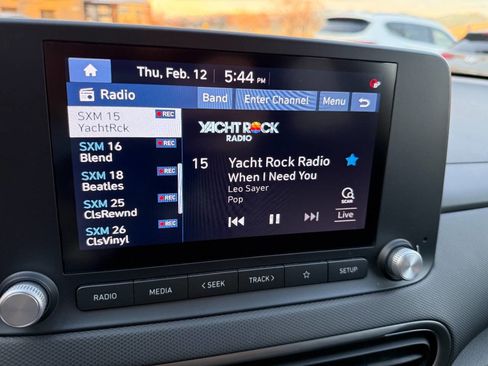 Thu, Feb. 12 5:44 PM
Radio Band Enter Channel Menu
SXM 15 REC
YachtRck
SXM 16 REC
Blend
SXM 18 REC
Beatles
SXM 25 REC
ClsRewnd
SXM 26 REC
ClsVinyl
YACHT ROCK
RADIO
15 Yacht Rock Radio
When I Need You
Leo Sayer
Pop
SCAN
Live
RADIO MEDIA < SEEK TRACK > SETUP